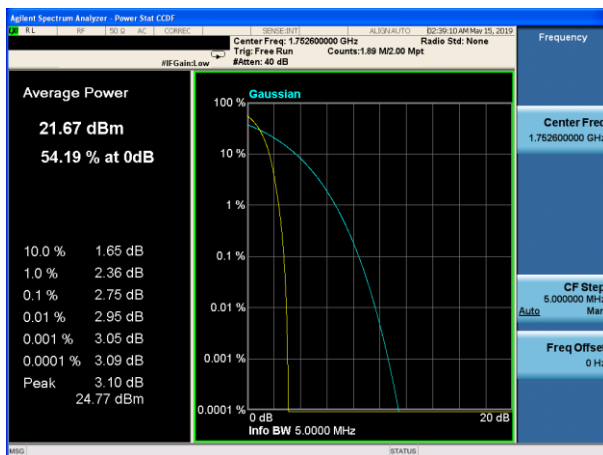 Agilent Spectrum Analyzer - Power Stat CCDF
RL RF 50 Ω AC CORREC SENSE:INT ALIGNAUTO 02:39:10 AM May 15, 2019
Center Freq: 1.752600000 GHz Radio Std: None
Trig: Free Run Counts:1.89 M/2.00 Mpt
#IFGain:Low #Atten: 40 dB
Frequency
Average Power
21.67 dBm
54.19 % at 0dB
10.0 % 1.65 dB
1.0 % 2.36 dB
0.1 % 2.75 dB
0.01 % 2.95 dB
0.001 % 3.05 dB
0.0001 % 3.09 dB
Peak 3.10 dB
24.77 dBm
Gaussian
100 %
10 %
1 %
0.1 %
0.01 %
0.001 %
0.0001 %
0 dB 20 dB
Info BW 5.0000 MHz
Center Freq
1.752600000 GHz
CF Step
5.000000 MHz
Auto Man
Freq Offset
0 Hz
MSG STATUS